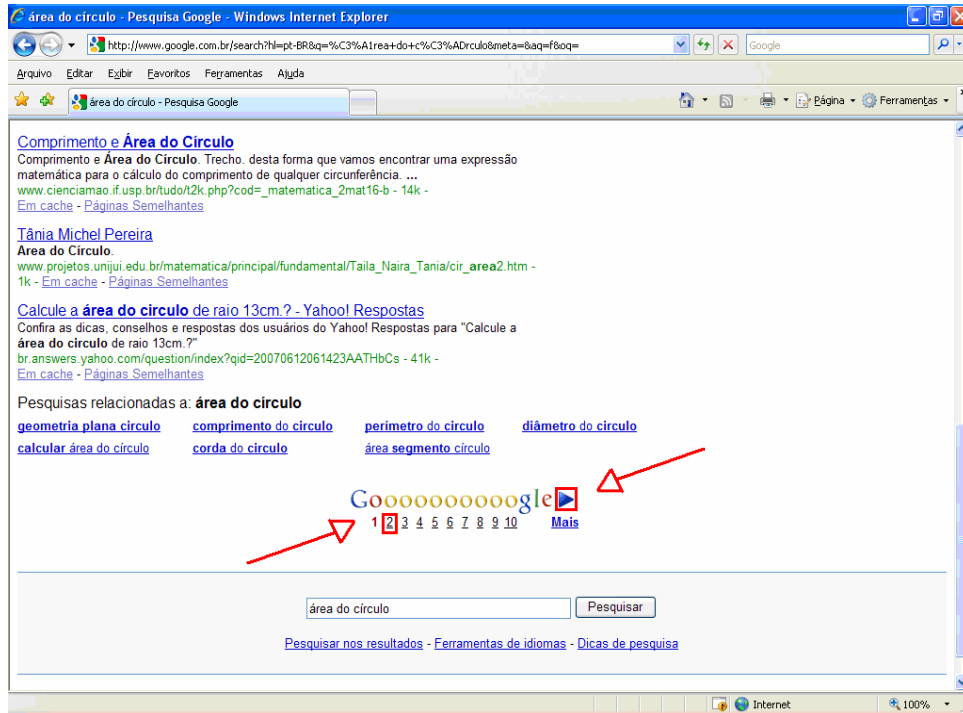 área do círculo - Pesquisa Google - Windows Internet Explorer
http://www.google.com.br/search?hl=pt-BR&q=%C3%A1rea+do+c%C3%ADrculo&meta=&aq=f&oq=
Google
Arquivo Editar Exibir Favoritos Ferramentas Ajuda
área do círculo - Pesquisa Google
Página
Ferramentas
Comprimento e Área do Círculo
Comprimento e Área do Círculo. Trecho. desta forma que vamos encontrar uma expressão
matemática para o cálculo do comprimento de qualquer circunferência. ...
www.cienciamao.if.usp.br/tudo/t2k.php?cod=_matematica_2mat16-b - 14k -
Em cache - Páginas Semelhantes
Tânia Michel Pereira
Area do Círculo.
www.projetos.unijui.edu.br/matematica/principal/fundamental/Taila_Naira_Tania/cir_area2.htm -
1k - Em cache - Páginas Semelhantes
Calcule a área do circulo de raio 13cm.? - Yahoo! Respostas
Confira as dicas, conselhos e respostas dos usuários do Yahoo! Respostas para "Calcule a
área do circulo de raio 13cm.?"
br.answers.yahoo.com/question/index?qid=20070612061423AATHbCs - 41k -
Em cache - Páginas Semelhantes
Pesquisas relacionadas a: área do circulo
geometria plana circulo comprimento do circulo perímetro do circulo diâmetro do circulo
calcular área do círculo corda do circulo área segmento círculo
Goooooooooogle
1 2 3 4 5 6 7 8 9 10 Mais
área do círculo
Pesquisar
Pesquisar nos resultados - Ferramentas de idiomas - Dicas de pesquisa
Internet
100%